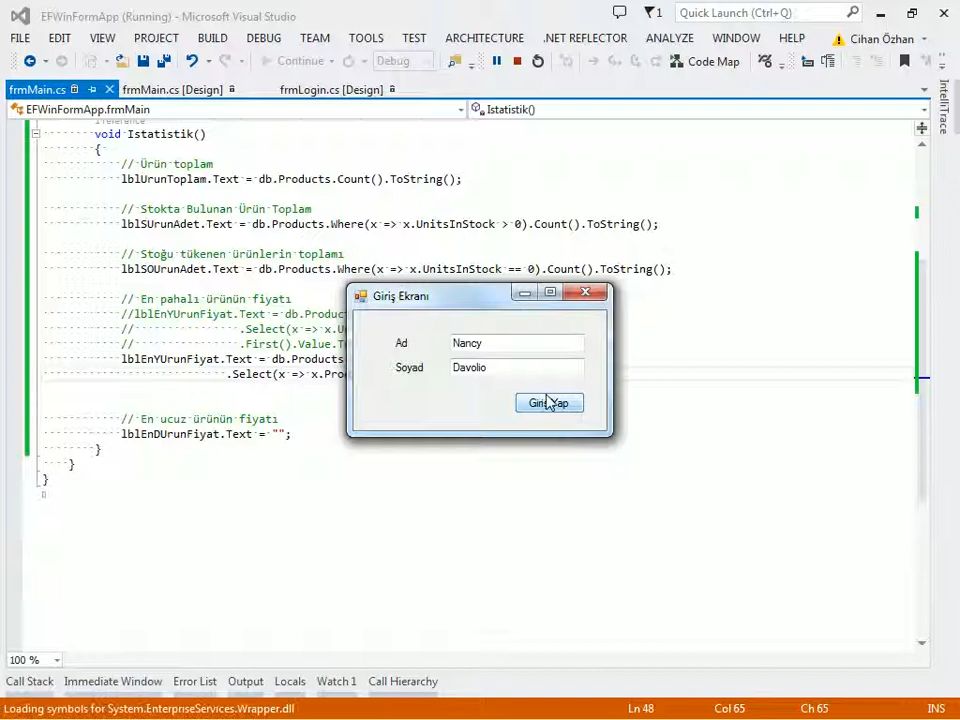 EFWinFormApp (Running) - Microsoft Visual Studio
1
Quick Launch (Ctrl+Q)
FILE EDIT VIEW PROJECT BUILD DEBUG TEAM TOOLS TEST ARCHITECTURE .NET REFLECTOR ANALYZE WINDOW HELP Cihan Özhan
Continue Debug Code Map
frmMain.cs frmMain.cs [Design] frmLogin.cs [Design]
EFWinFormApp.frmMain Istatistik()
IntelliTrace
1 reference
void Istatistik()
{
// Ürün toplam
lblUrunToplam.Text = db.Products.Count().ToString();
// Stokta Bulunan Ürün Toplam
lblSUrunAdet.Text = db.Products.Where(x => x.UnitsInStock > 0).Count().ToString();
// Stoğu tükenen ürünlerin toplamı
lblSOUrunAdet.Text = db.Products.Where(x => x.UnitsInStock == 0).Count().ToString();
// En pahalı ürünün fiyatı
//lblEnYUrunFiyat.Text = db.Product
// .Select(x => x.U
// .First().Value.T
lblEnYUrunFiyat.Text = db.Products
.Select(x => x.Pro
// En ucuz ürünün fiyatı
lblEnDUrunFiyat.Text = "";
}
}
}
Giriş Ekranı
Ad Nancy
Soyad Davolio
Giriş Yap
100 %
Call Stack Immediate Window Error List Output Locals Watch 1 Call Hierarchy
Loading symbols for System.EnterpriseServices.Wrapper.dll Ln 48 Col 65 Ch 65 INS